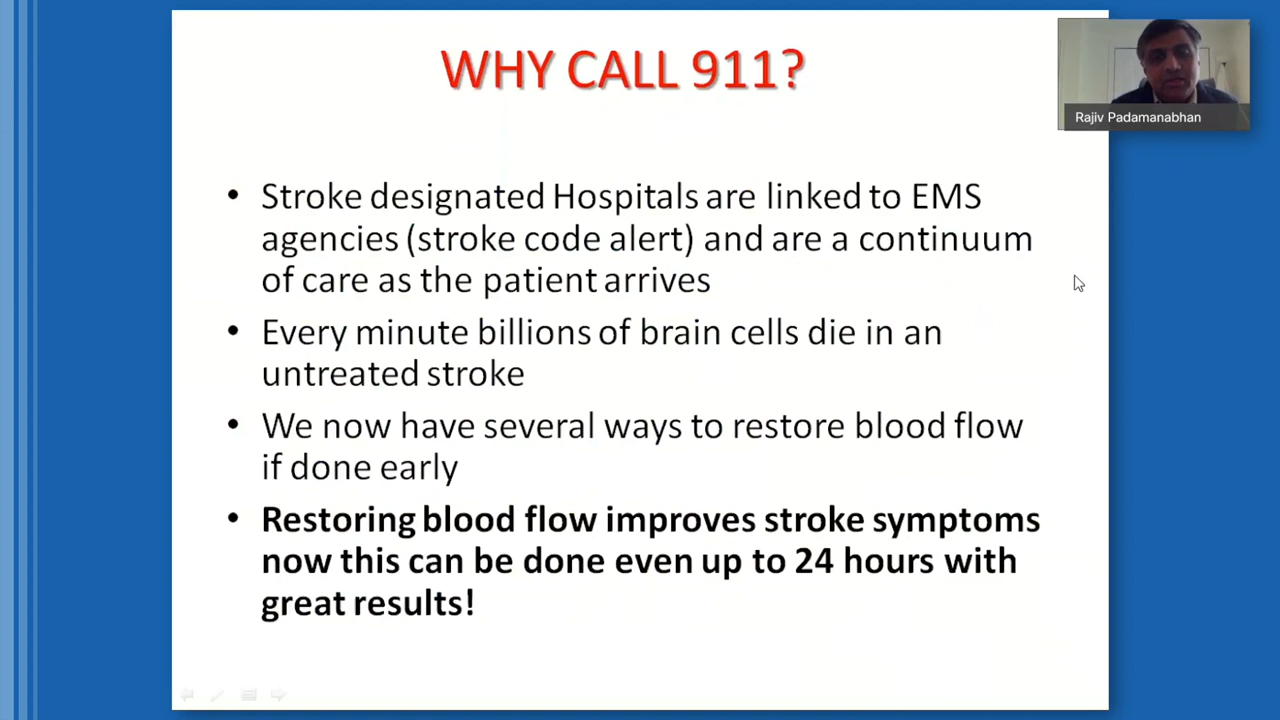 WHY CALL 911?
Rajiv Padamanabhan
• Stroke designated Hospitals are linked to EMS
agencies (stroke code alert) and are a continuum
of care as the patient arrives
• Every minute billions of brain cells die in an
untreated stroke
• We now have several ways to restore blood flow
if done early
• Restoring blood flow improves stroke symptoms
now this can be done even up to 24 hours with
great results!